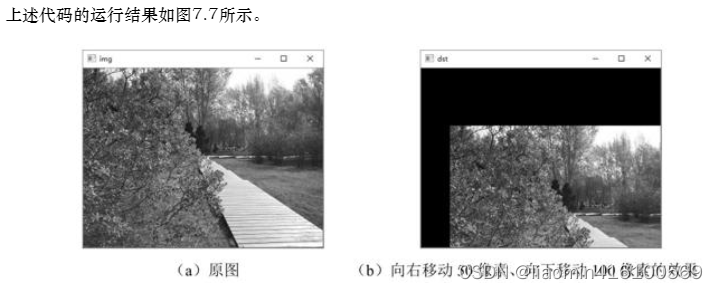 上述代码的运行结果如图7.7所示。
img
dst
（a）原图
（b）向右移动 50 像素、向下移动 100 像素的效果
CSDN @liaomin416100569